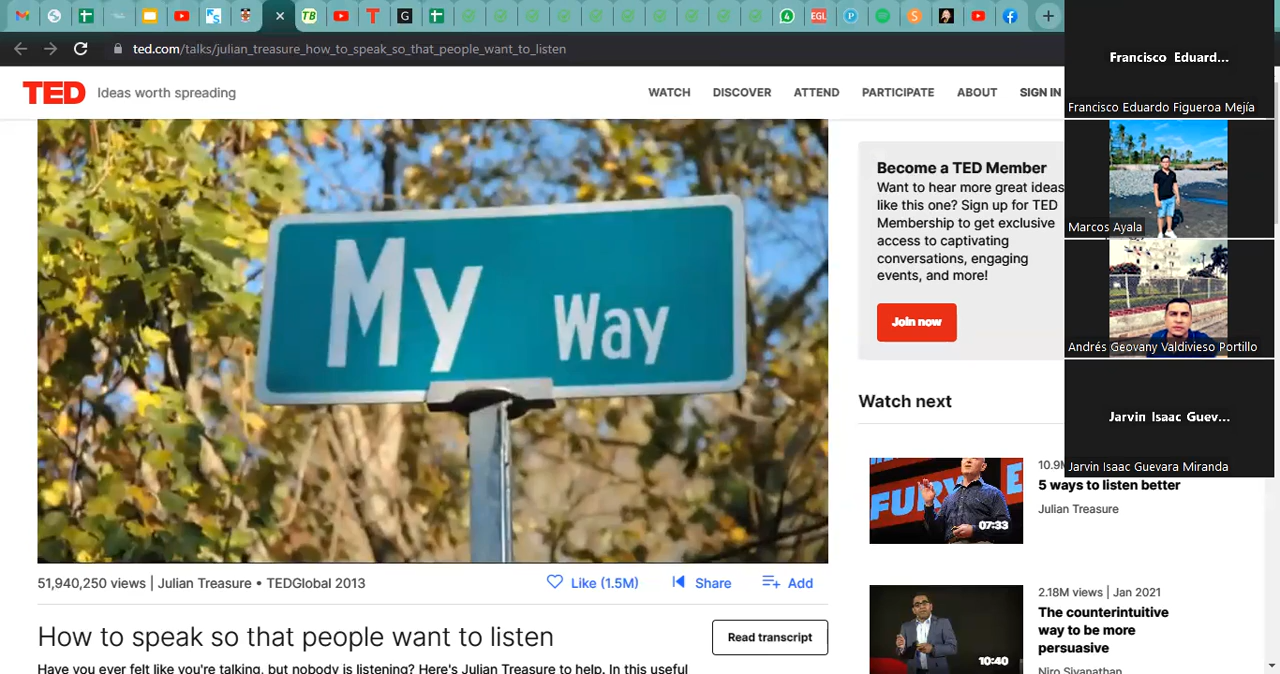 ted.com/talks/julian_treasure_how_to_speak_so_that_people_want_to_listen
TED Ideas worth spreading
WATCH DISCOVER ATTEND PARTICIPATE ABOUT SIGN IN
My Way
51,940,250 views | Julian Treasure • TEDGlobal 2013
Like (1.5M) Share Add
How to speak so that people want to listen
Read transcript
Have you ever felt like you're talking, but nobody is listening? Here's Julian Treasure to help. In this useful
Become a TED Member
Want to hear more great ideas
like this one? Sign up for TED
Membership to get exclusive
access to captivating
conversations, engaging
events, and more!
Join now
Watch next
FURY E
07:33
10.9M
5 ways to listen better
Julian Treasure
10:40
2.18M views | Jan 2021
The counterintuitive
way to be more
persuasive
Niro Sivanathan
Francisco Eduard...
Francisco Eduardo Figueroa Mejía
Marcos Ayala
Andrés Geovany Valdivieso Portillo
Jarvin Isaac Guev...
Jarvin Isaac Guevara Miranda
TB
T
G
4
EGL
P
S